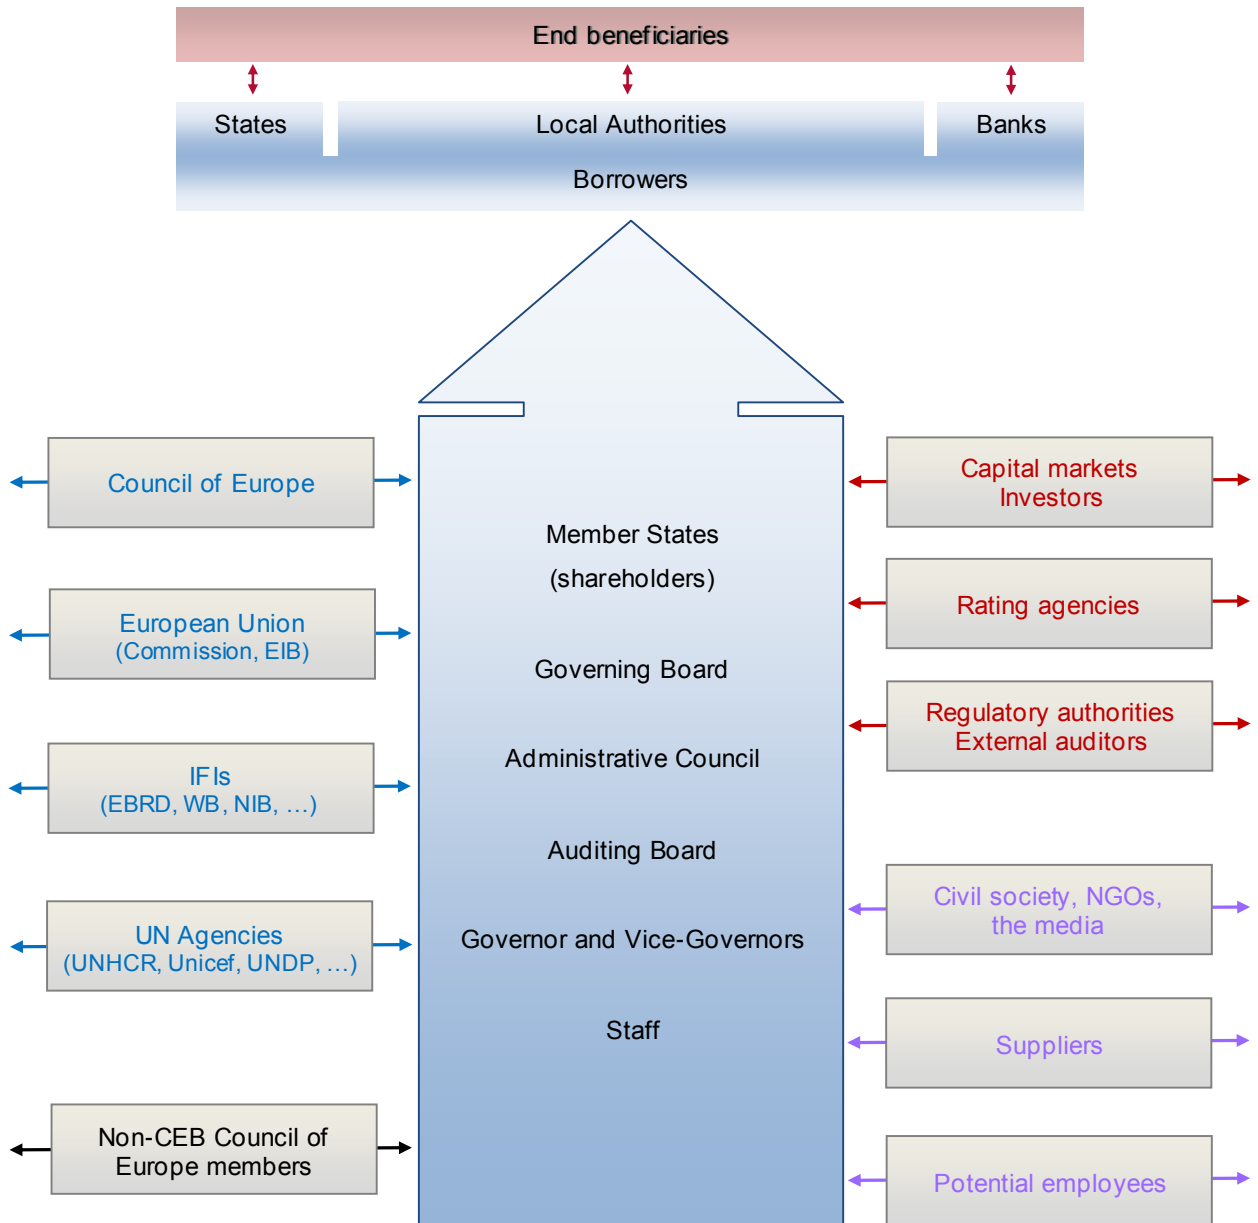 End beneficiaries
States
Local Authorities
Banks
Borrowers
Council of Europe
European Union
(Commission, EIB)
IFIs
(EBRD, WB, NIB, …)
UN Agencies
(UNHCR, Unicef, UNDP, …)
Non-CEB Council of
Europe members
Member States
(shareholders)
Governing Board
Administrative Council
Auditing Board
Governor and Vice-Governors
Staff
Capital markets
Investors
Rating agencies
Regulatory authorities
External auditors
Civil society, NGOs,
the media
Suppliers
Potential employees